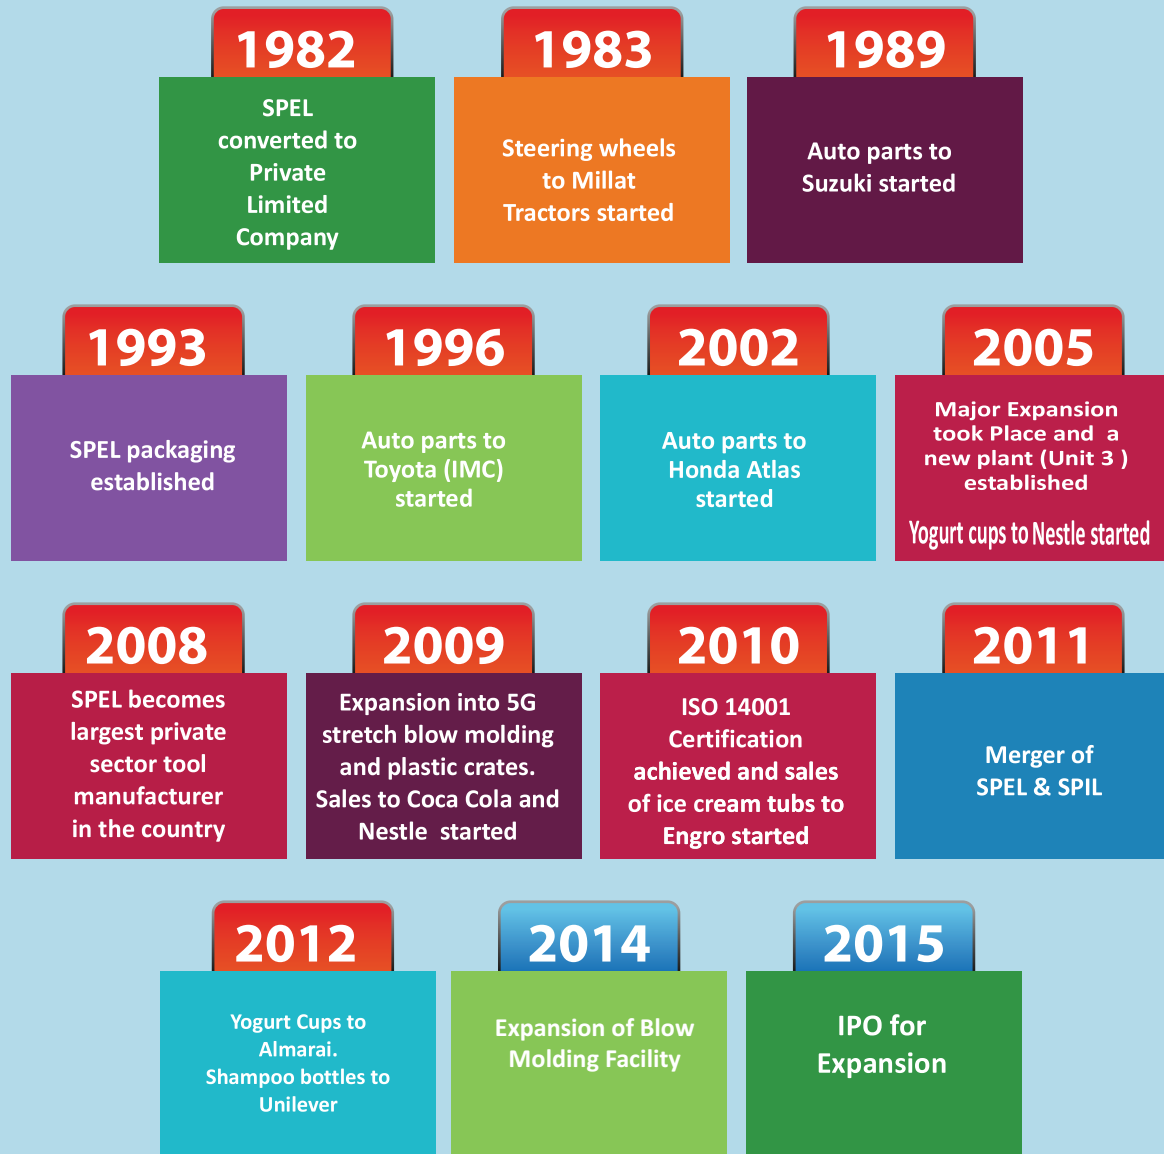 1982
SPEL
converted to
Private
Limited
Company
1983
Steering wheels
to Millat
Tractors started
1989
Auto parts to
Suzuki started
1993
SPEL packaging
established
1996
Auto parts to
Toyota (IMC)
started
2002
Auto parts to
Honda Atlas
started
2005
Major Expansion
took Place and a
new plant (Unit 3 )
established
Yogurt cups to Nestle started
2008
SPEL becomes
largest private
sector tool
manufacturer
in the country
2009
Expansion into 5G
stretch blow molding
and plastic crates.
Sales to Coca Cola and
Nestle started
2010
ISO 14001
Certification
achieved and sales
of ice cream tubs to
Engro started
2011
Merger of
SPEL & SPIL
2012
Yogurt Cups to
Almarai.
Shampoo bottles to
Unilever
2014
Expansion of Blow
Molding Facility
2015
IPO for
Expansion